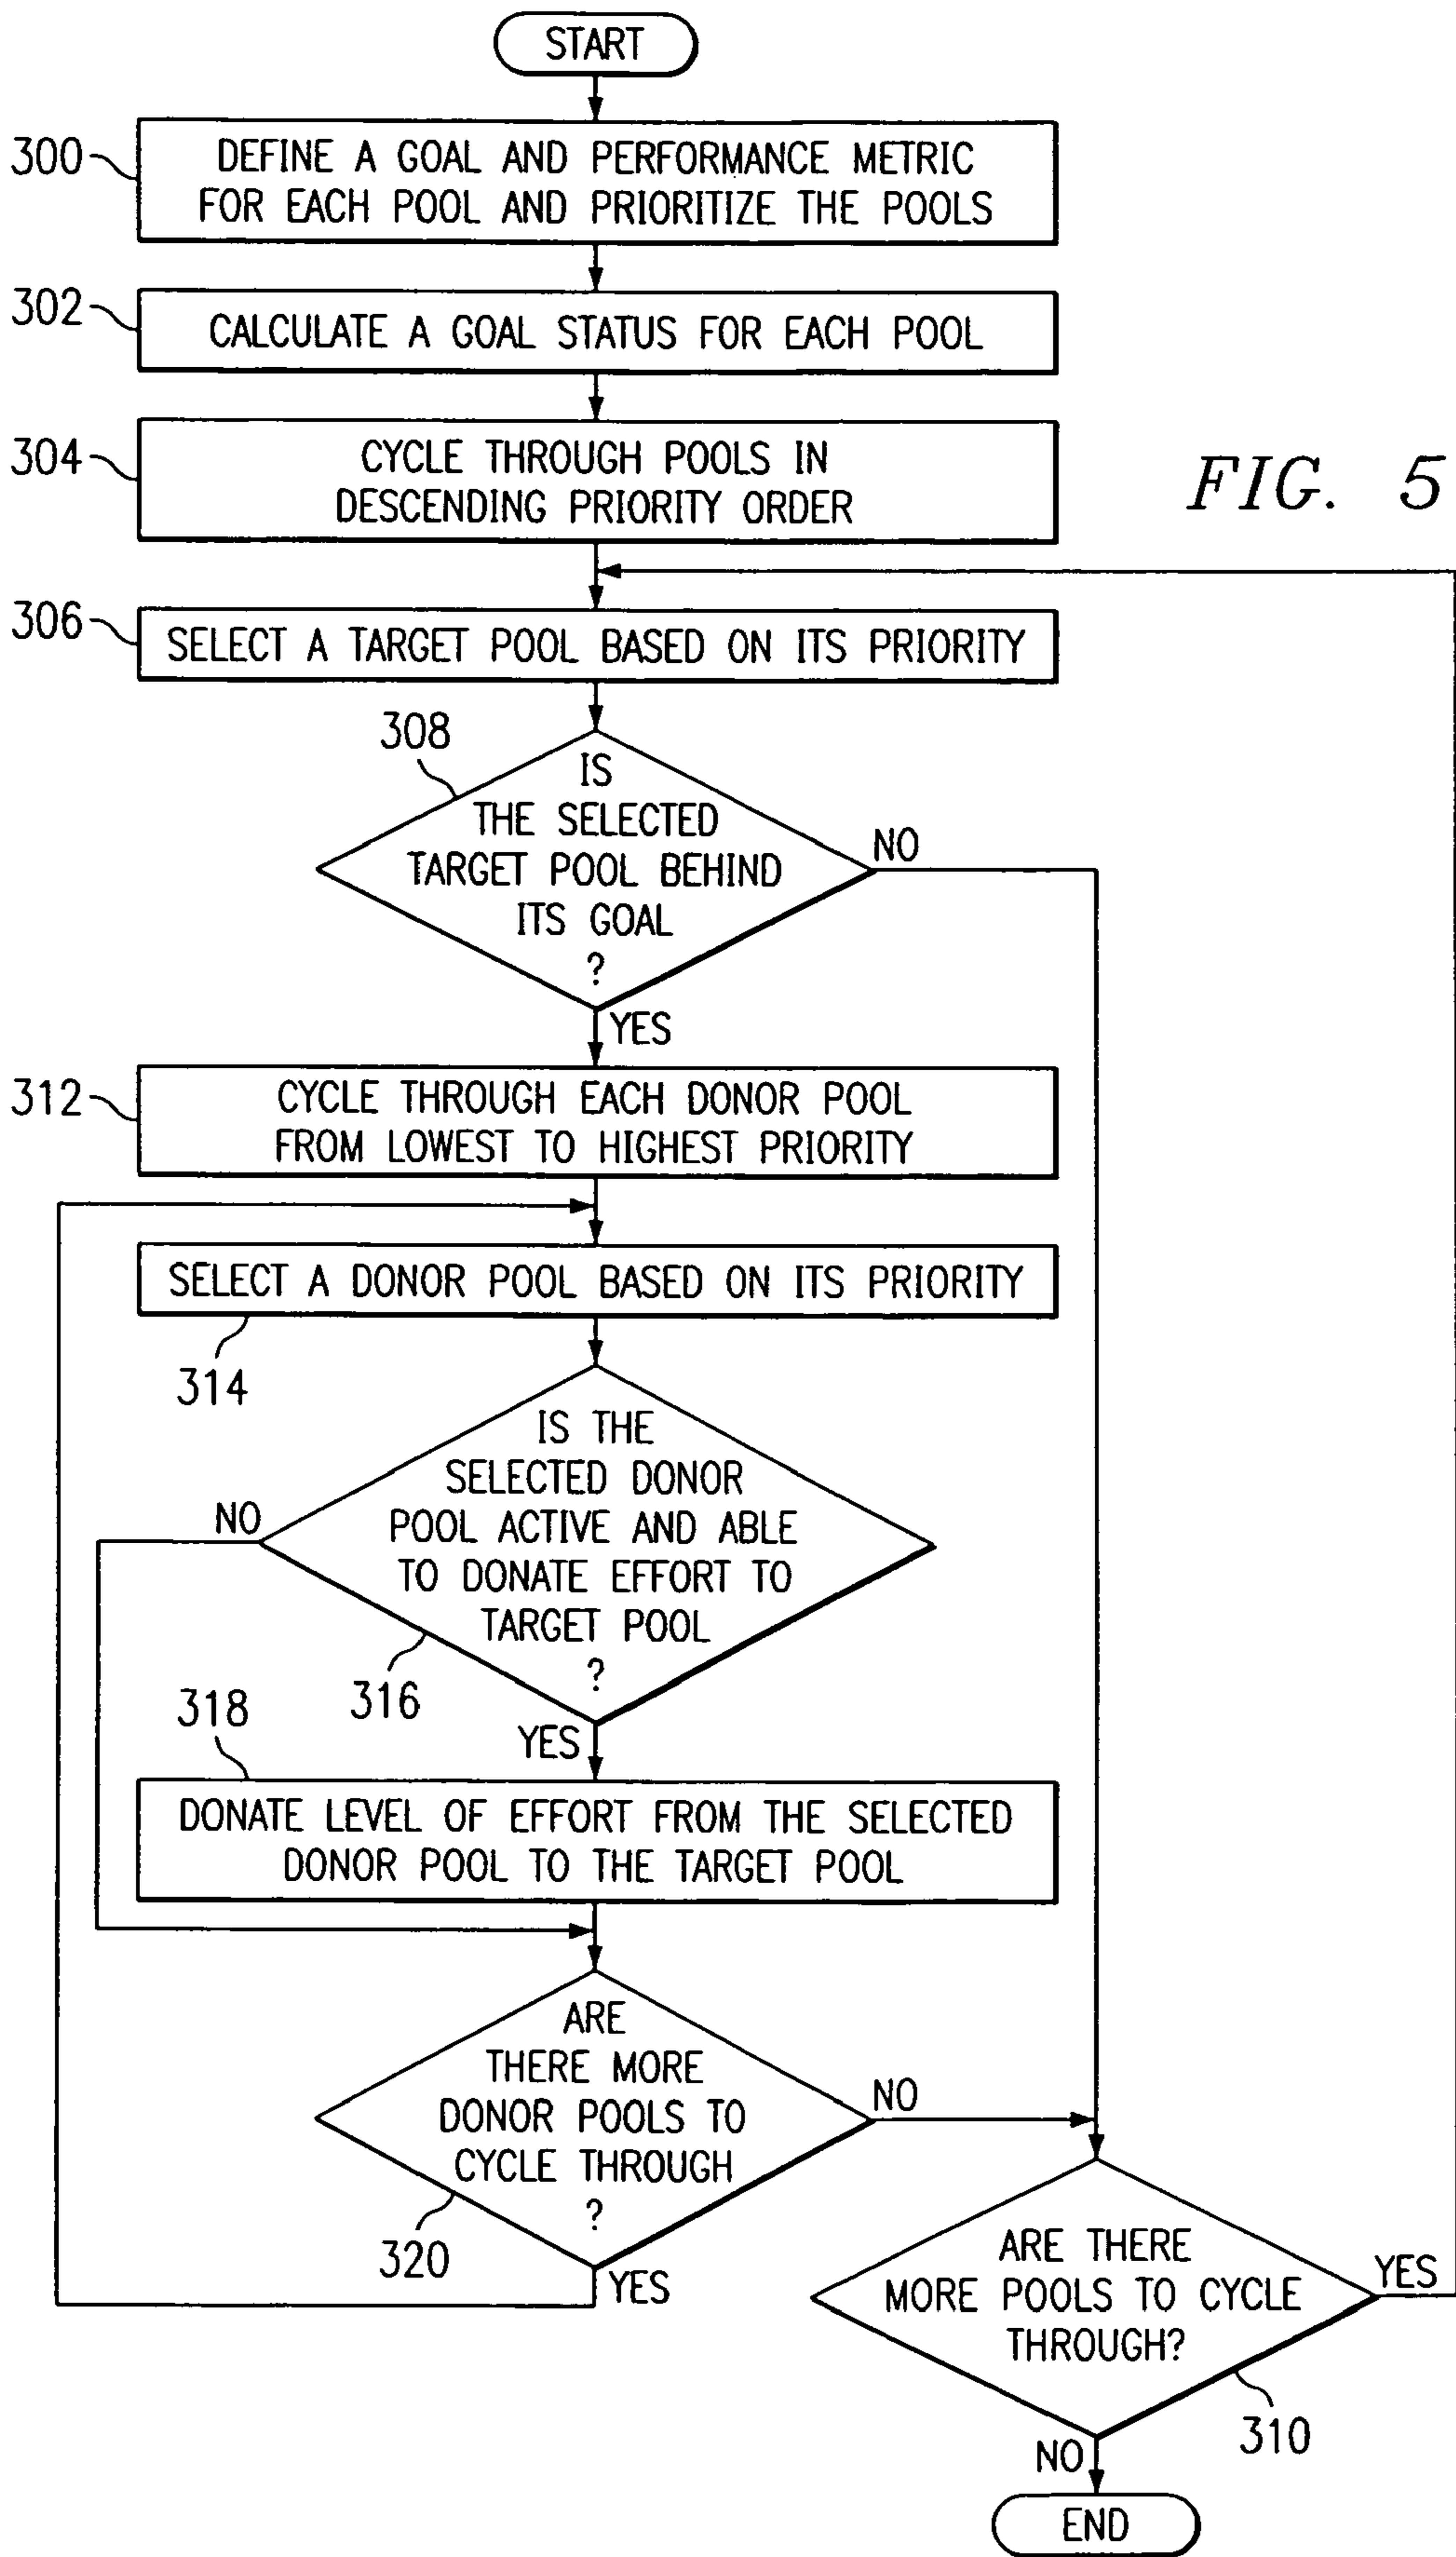 START
300
DEFINE A GOAL AND PERFORMANCE METRIC
FOR EACH POOL AND PRIORITIZE THE POOLS
302
CALCULATE A GOAL STATUS FOR EACH POOL
304
CYCLE THROUGH POOLS IN
DESCENDING PRIORITY ORDER
FIG. 5
306
SELECT A TARGET POOL BASED ON ITS PRIORITY
308
IS
THE SELECTED
TARGET POOL BEHIND
ITS GOAL
?
NO
YES
312
CYCLE THROUGH EACH DONOR POOL
FROM LOWEST TO HIGHEST PRIORITY
SELECT A DONOR POOL BASED ON ITS PRIORITY
314
IS THE
SELECTED DONOR
POOL ACTIVE AND ABLE
TO DONATE EFFORT TO
TARGET POOL
?
NO
316
YES
318
DONATE LEVEL OF EFFORT FROM THE SELECTED
DONOR POOL TO THE TARGET POOL
ARE
THERE MORE
DONOR POOLS TO
CYCLE THROUGH
?
NO
320
YES
ARE THERE
MORE POOLS TO CYCLE
THROUGH?
YES
310
NO
END